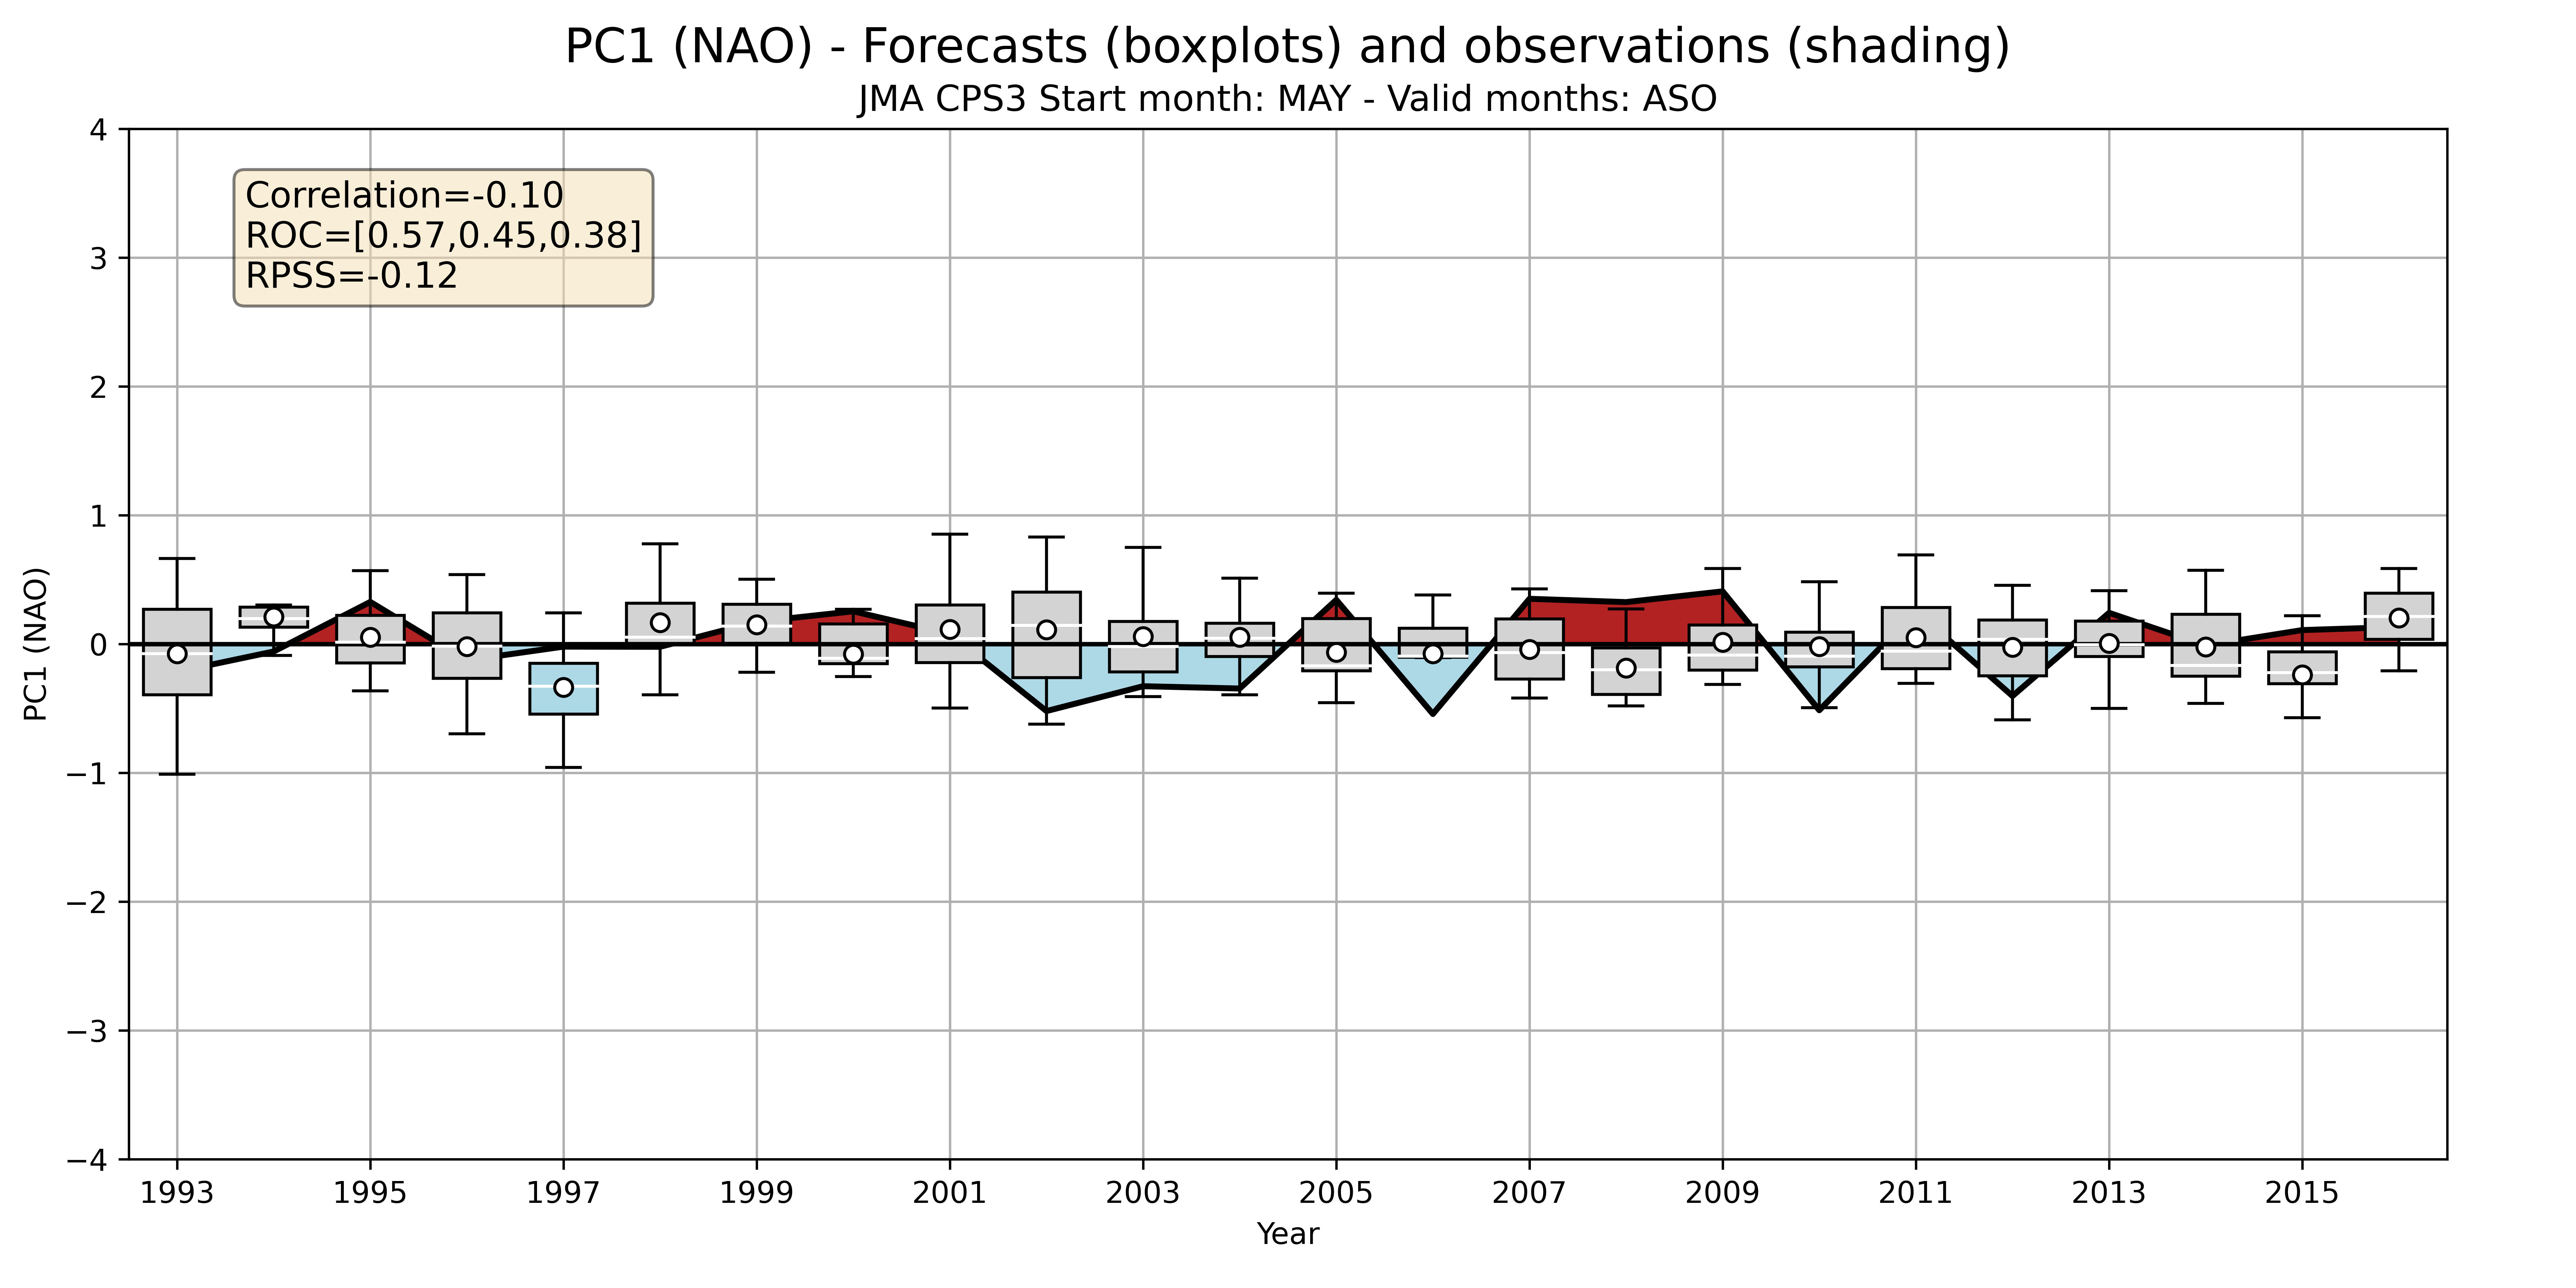 PC1 (NAO) - Forecasts (boxplots) and observations (shading)
JMA CPS3 Start month: MAY - Valid months: ASO
Correlation=-0.10
ROC=[0.57,0.45,0.38]
RPSS=-0.12
PC1 (NAO)
4
3
2
1
0
−1
−2
−3
−4
1993 1995 1997 1999 2001 2003 2005 2007 2009 2011 2013 2015
Year